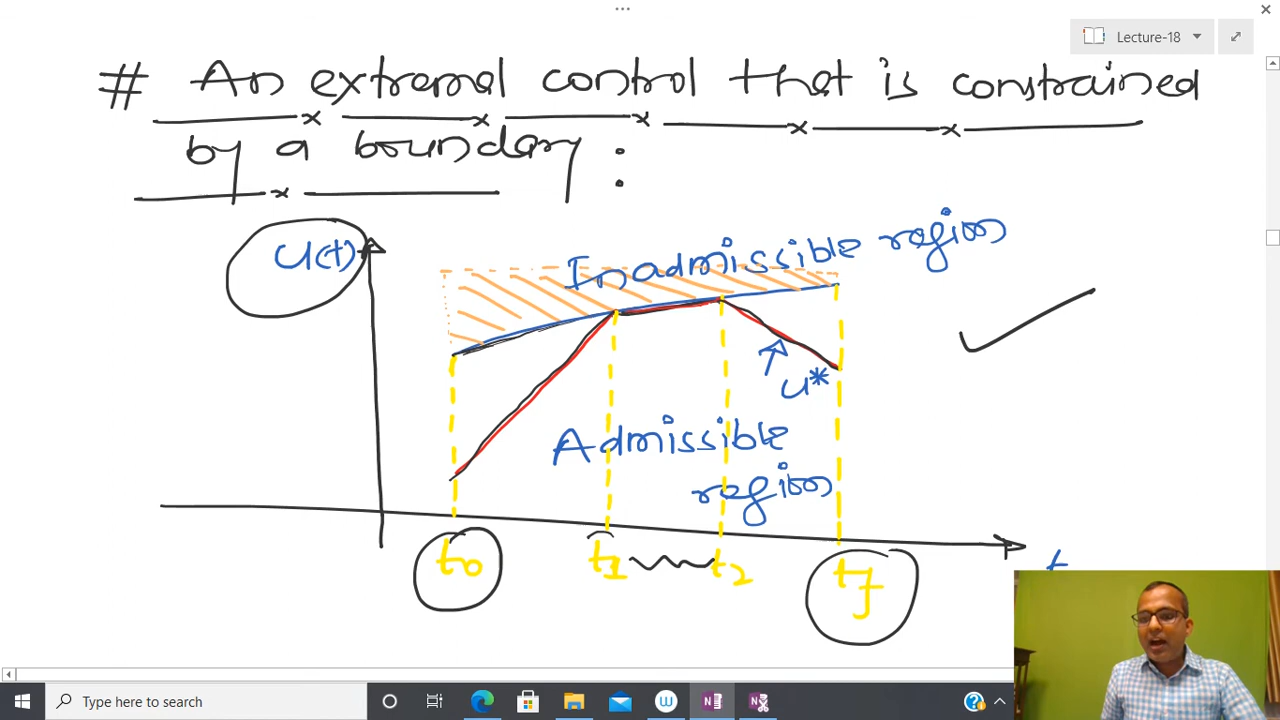 ...
Lecture-18
# An extremal control that is constrained
by a boundary :
u(t)
Inadmissible region
u*
Admissible
region
t0 t1 t2 tf
t
Type here to search